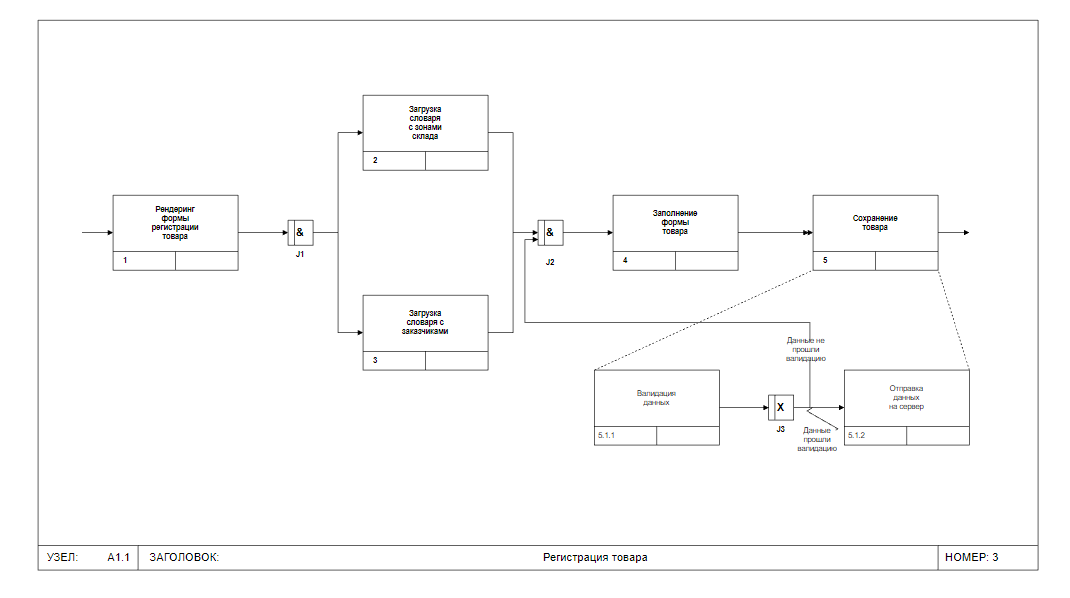 Загрузка
словаря
с зонами
склада
2
Рендеринг
формы
регистрации
товара
1
&
J1
&
J2
Заполнение
формы
товара
4
Сохранение
товара
5
Загрузка
словаря с
заказчиками
3
Данные не
прошли
валидацию
Валидация
данных
5.1.1
X
J3
Данные
прошли
валидацию
Отправка
данных
на сервер
5.1.2
УЗЕЛ: A1.1 ЗАГОЛОВОК: Регистрация товара НОМЕР: 3